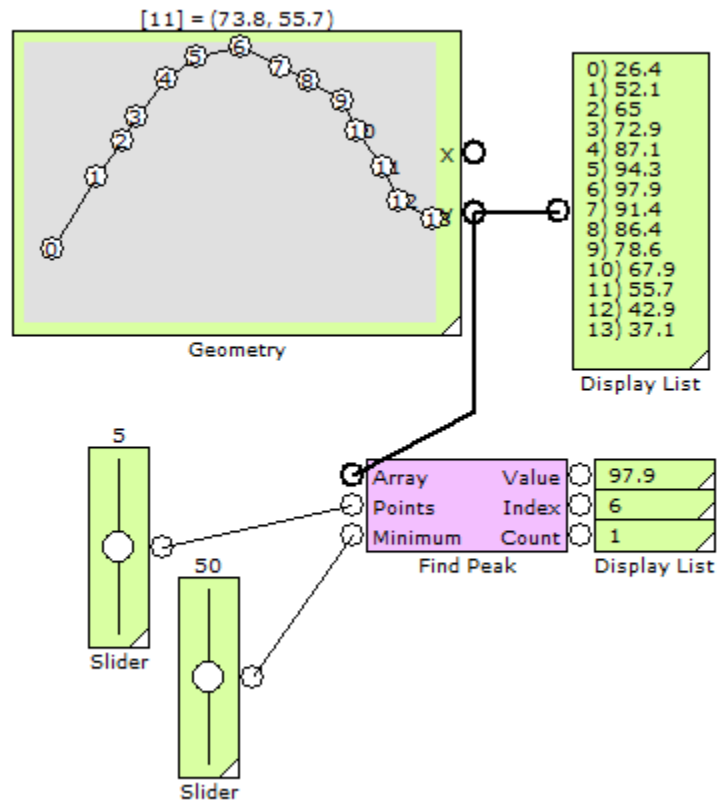 [11] = (73.8, 55.7)
0
1
2
3
4
5
6
7
8
9
10
11
12
13
X
Y
Geometry
0) 26.4
1) 52.1
2) 65
3) 72.9
4) 87.1
5) 94.3
6) 97.9
7) 91.4
8) 86.4
9) 78.6
10) 67.9
11) 55.7
12) 42.9
13) 37.1
Display List
5
Slider
50
Slider
Array Value
Points Index
Minimum Count
Find Peak
97.9
6
1
Display List